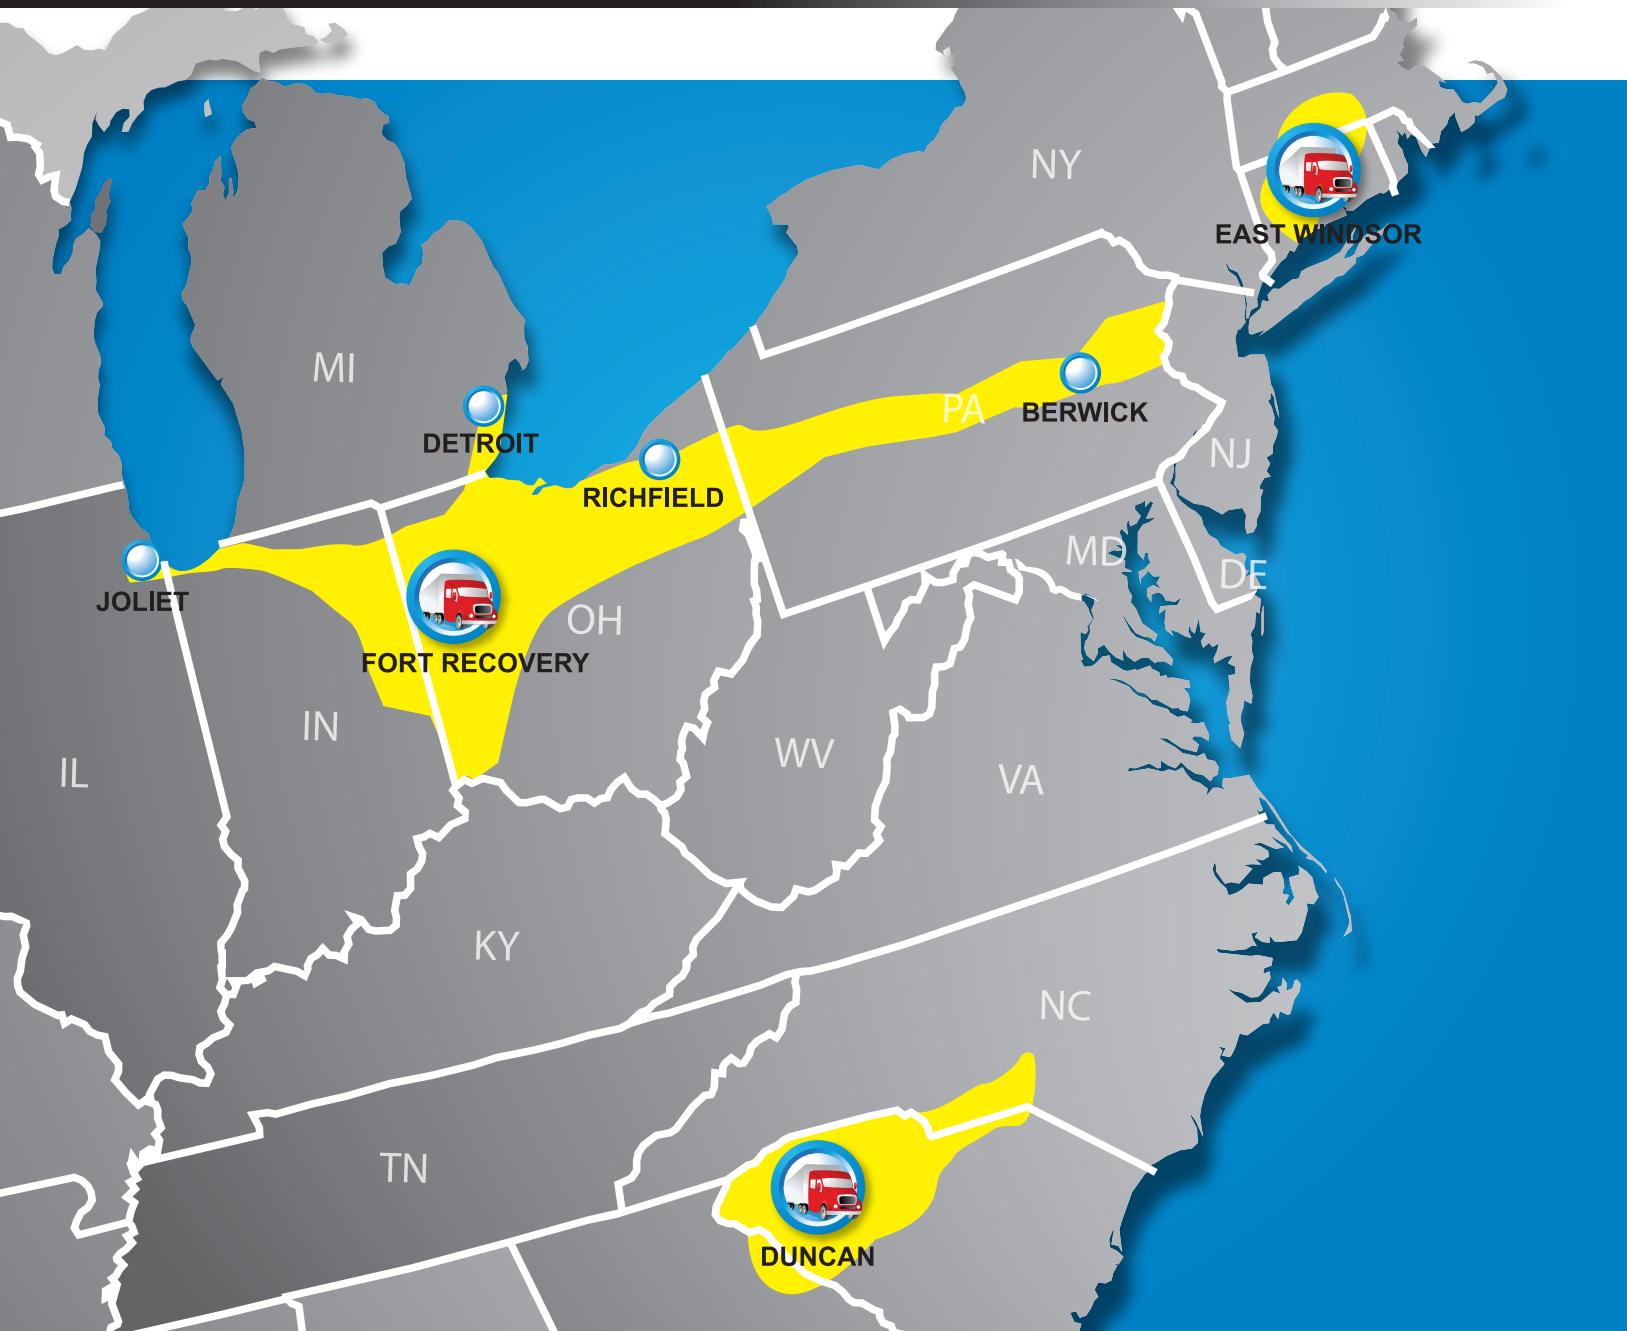 NY
EAST WINDSOR
MI
DETROIT
PA
BERWICK
NJ
RICHFIELD
MD
DE
JOLIET
OH
FORT RECOVERY
IN
WV
IL
VA
KY
NC
TN
DUNCAN